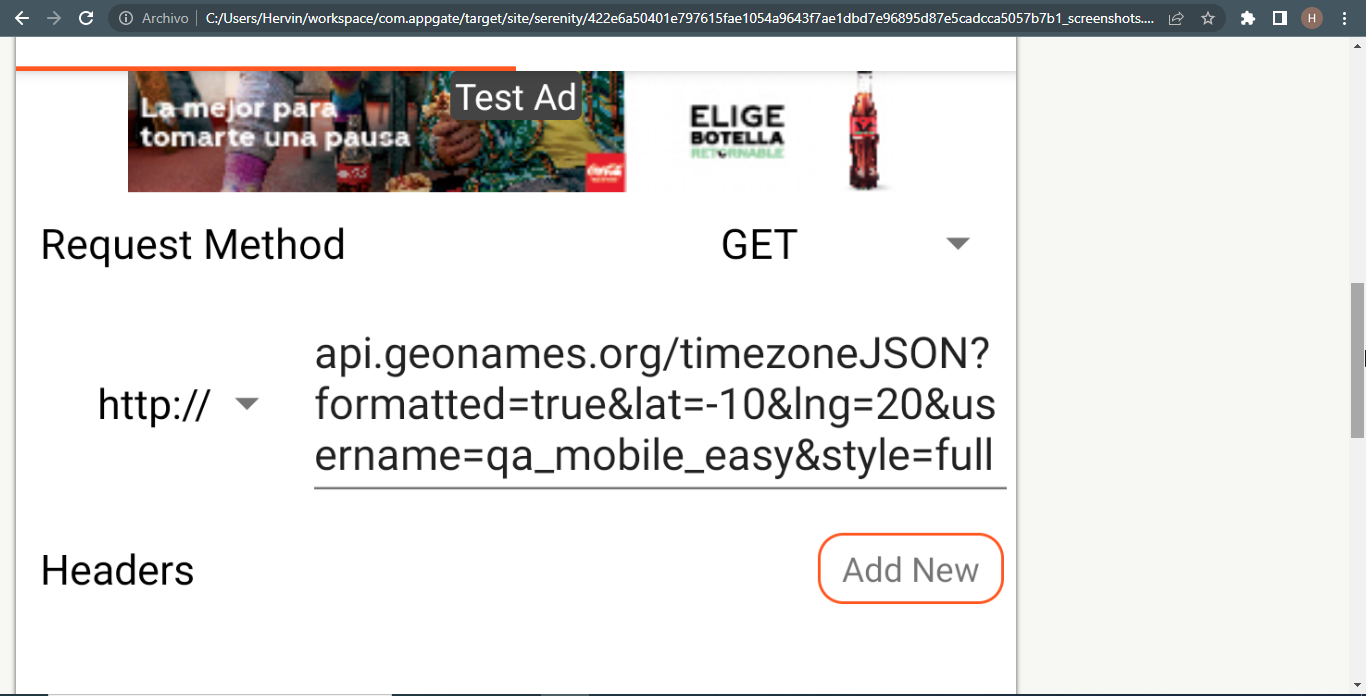 Archivo
C:/Users/Hervin/workspace/com.appgate/target/site/serenity/422e6a50401e797615fae1054a9643f7ae1dbd7e96895d87e5cadcca5057b7b1_screenshots....
H
La mejor para
tomarte una pausa
Test Ad
ELIGE
BOTELLA
RETORNABLE
Request Method
GET
http://
api.geonames.org/timezoneJSON?
formatted=true&lat=-10&lng=20&us
ername=qa_mobile_easy&style=full
Headers
Add New